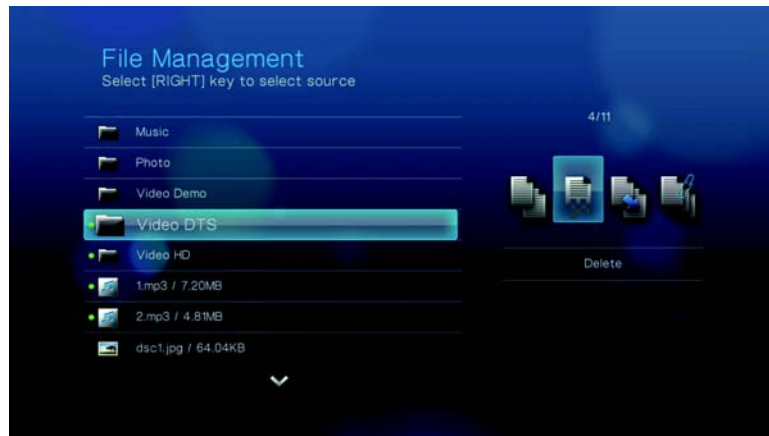 File Management
Select [RIGHT] key to select source
4/11
Music
Photo
Video Demo
Video DTS
Video HD
Delete
1.mp3 / 7.20MB
2.mp3 / 4.81MB
dsc1.jpg / 64.04KB